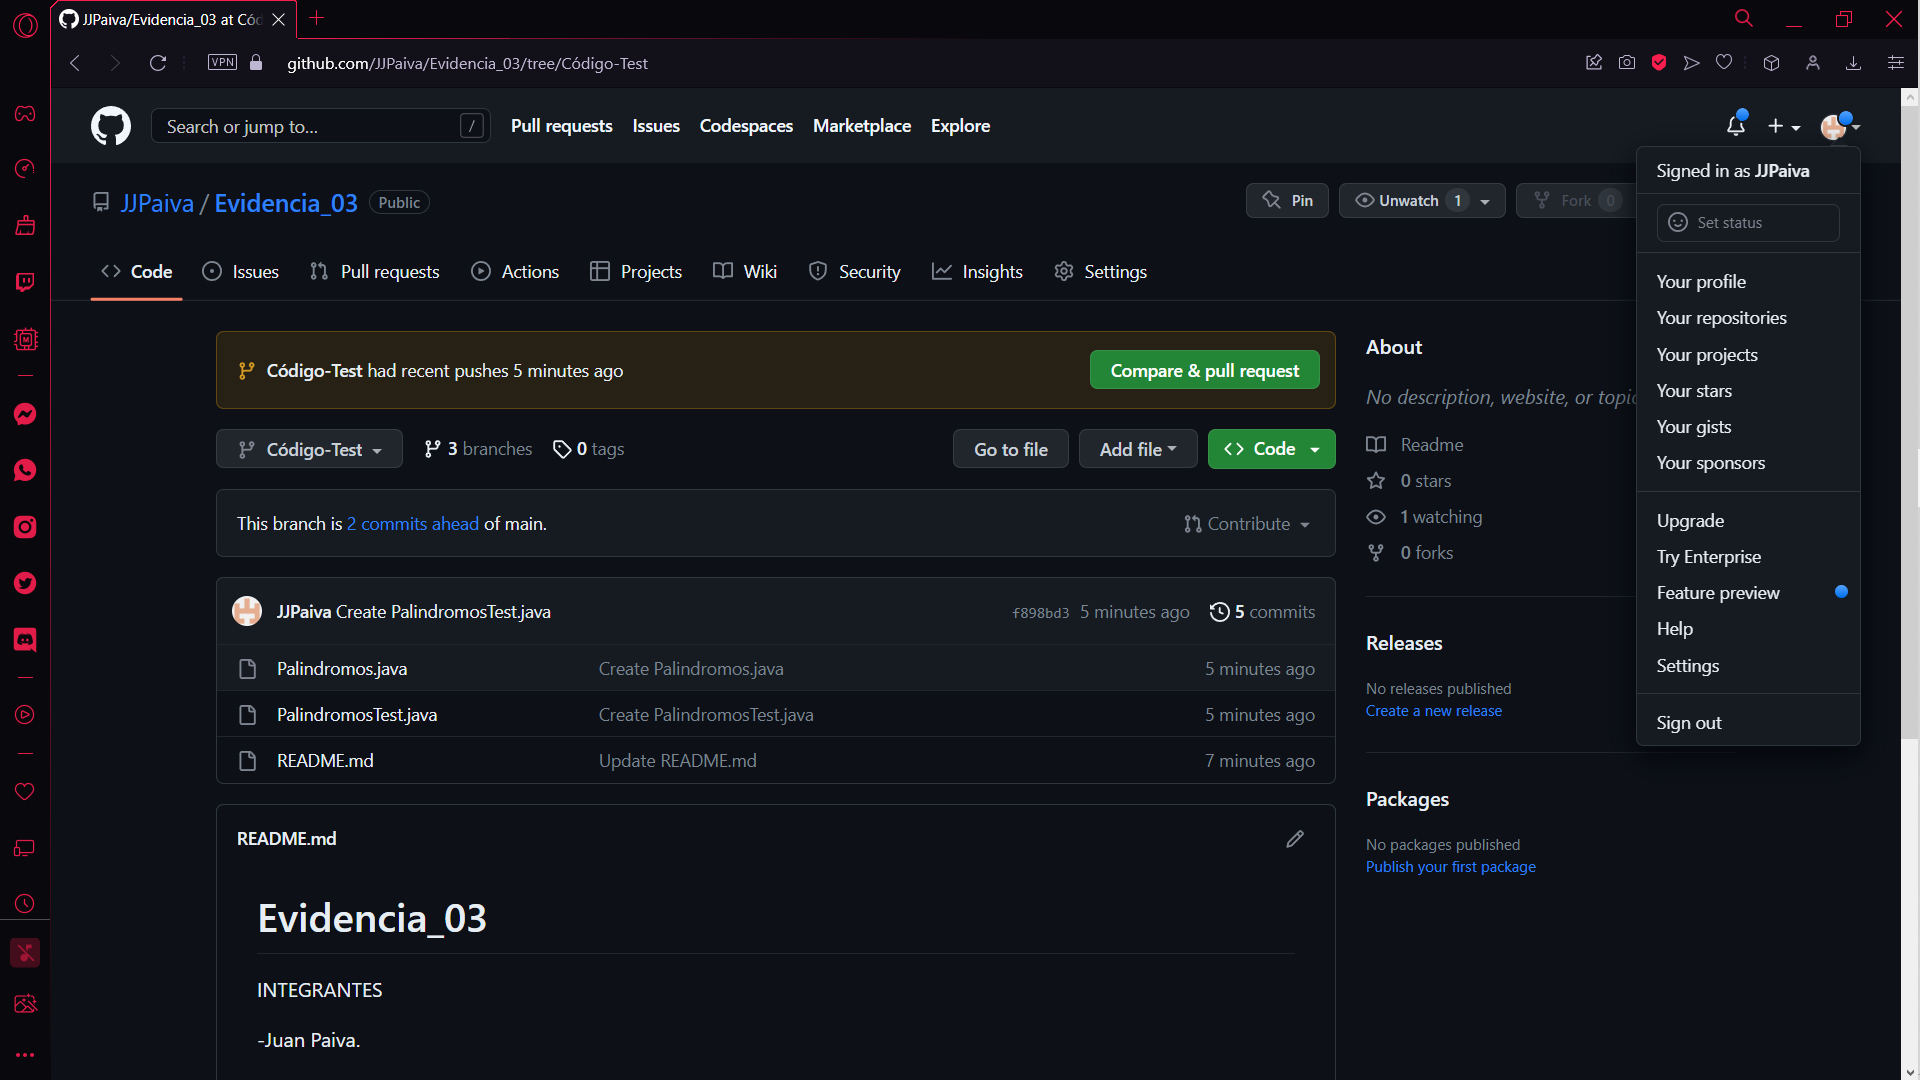 JJPaiva/Evidencia_03 at Cód
VPN
github.com/JJPaiva/Evidencia_03/tree/Código-Test
Search or jump to... /
Pull requests Issues Codespaces Marketplace Explore
JJPaiva / Evidencia_03 Public
Pin
Unwatch 1
Fork 0
Code Issues Pull requests Actions Projects Wiki Security Insights Settings
Código-Test had recent pushes 5 minutes ago
Compare & pull request
Código-Test 3 branches 0 tags
Go to file
Add file
Code
This branch is 2 commits ahead of main.
Contribute
JJPaiva Create PalindromosTest.java f898bd3 5 minutes ago 5 commits
Palindromos.java Create Palindromos.java 5 minutes ago
PalindromosTest.java Create PalindromosTest.java 5 minutes ago
README.md Update README.md 7 minutes ago
README.md
Evidencia_03
INTEGRANTES
-Juan Paiva.
About
No description, website, or topic
Readme
0 stars
1 watching
0 forks
Releases
No releases published
Create a new release
Packages
No packages published
Publish your first package
Signed in as JJPaiva
Set status
Your profile
Your repositories
Your projects
Your stars
Your gists
Your sponsors
Upgrade
Try Enterprise
Feature preview
Help
Settings
Sign out